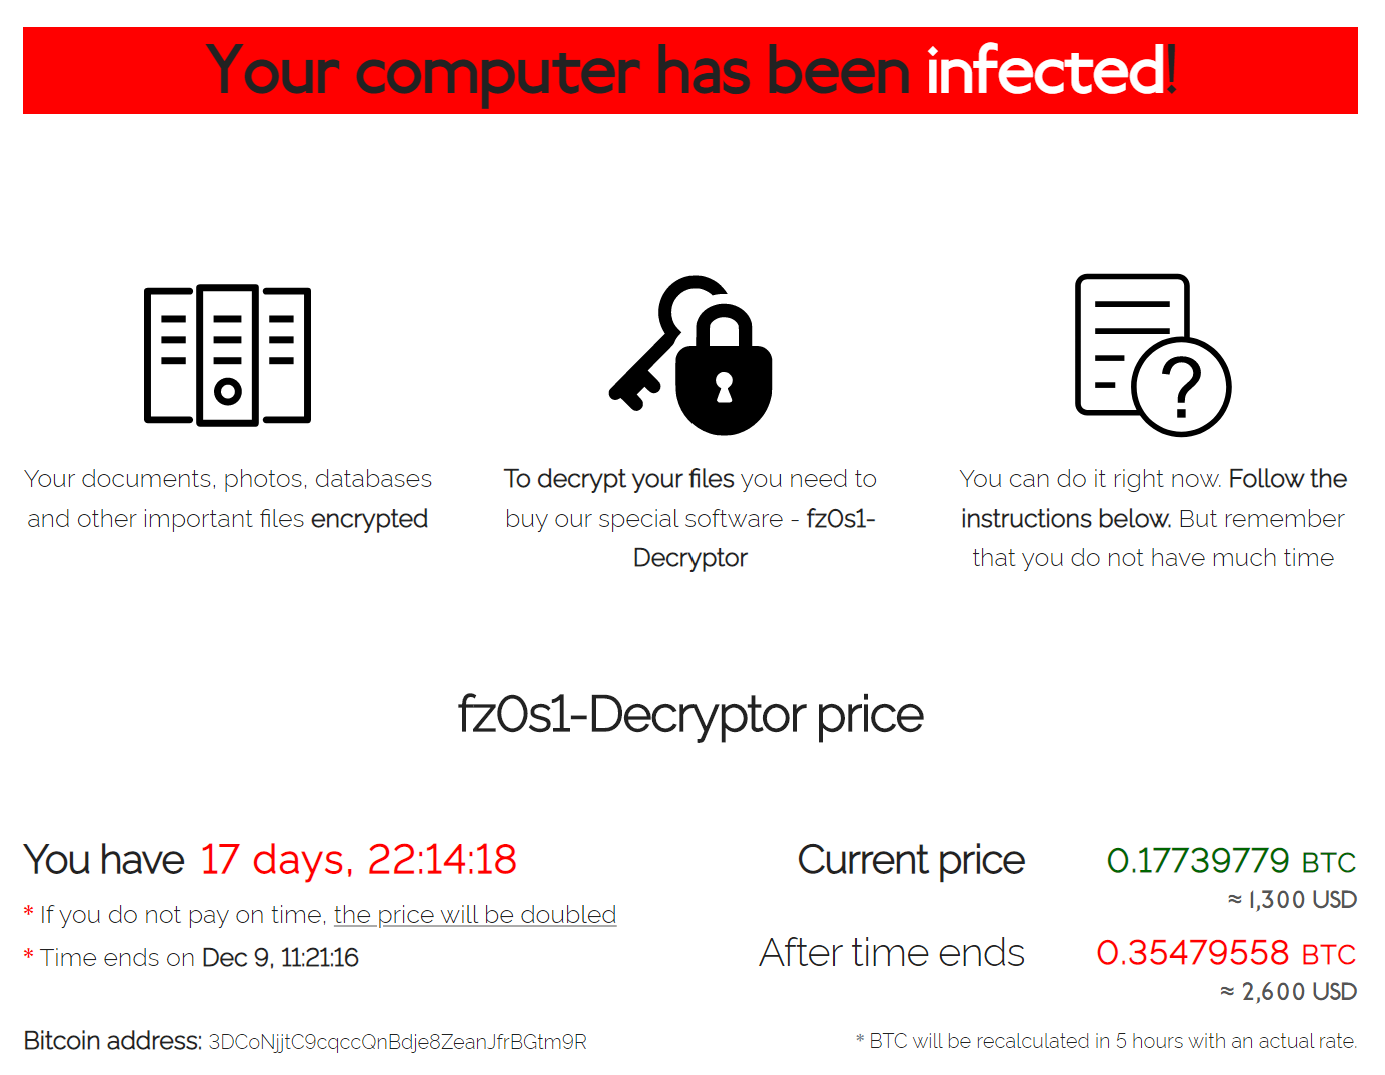 Your computer has been infected!
Your documents, photos, databases
and other important files encrypted
To decrypt your files you need to
buy our special software - fz0s1-
Decryptor
You can do it right now. Follow the
instructions below. But remember
that you do not have much time
fz0s1-Decryptor price
You have 17 days, 22:14:18
* If you do not pay on time, the price will be doubled
* Time ends on Dec 9, 11:21:16
Current price 0.17739779 BTC
≈ 1,300 USD
After time ends 0.35479558 BTC
≈ 2,600 USD
Bitcoin address: 3DCoNjjtC9cqccQnBdje8ZeanJfrBGtm9R
* BTC will be recalculated in 5 hours with an actual rate.